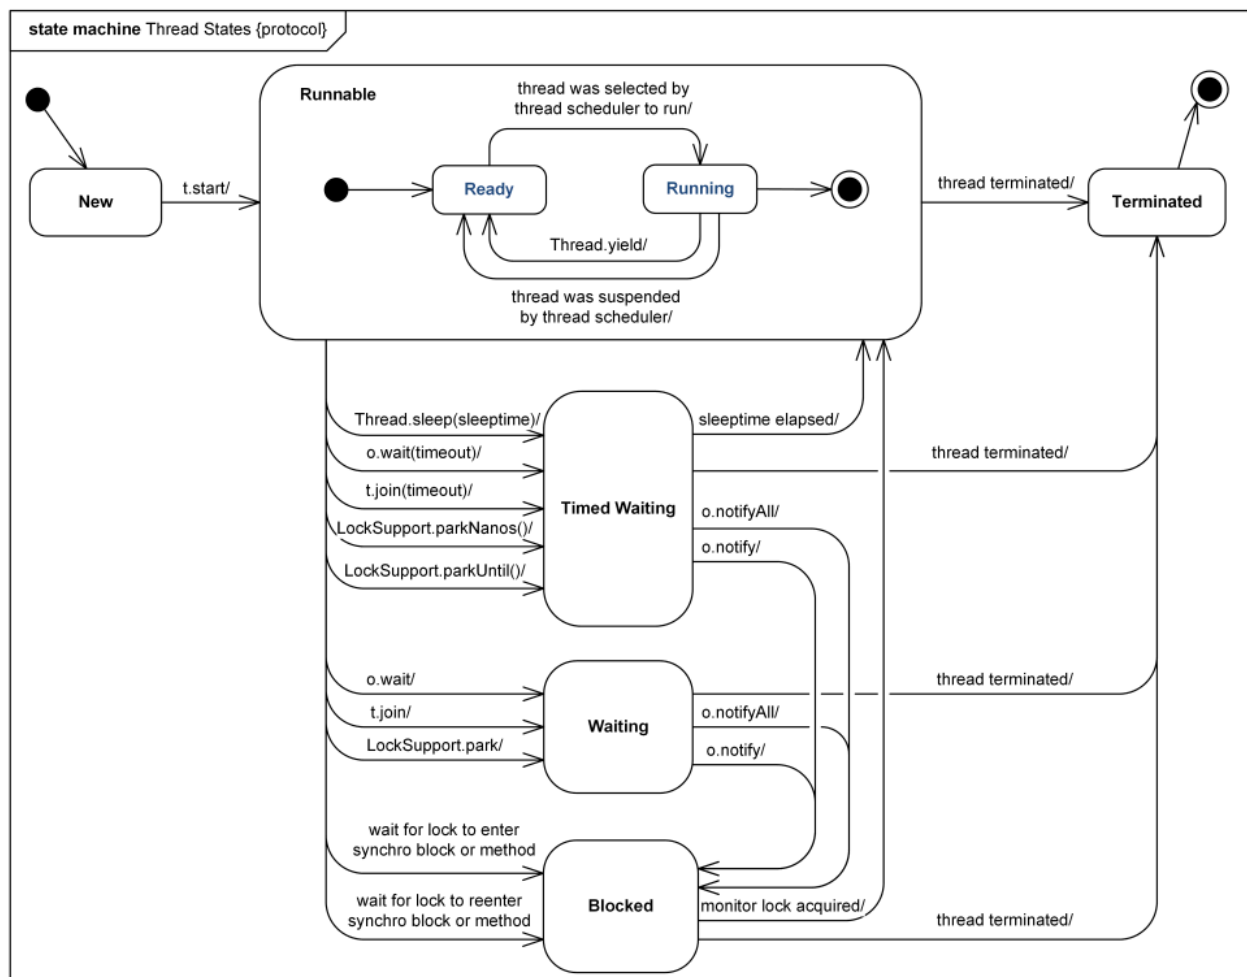 state machine Thread States {protocol}
Runnable
thread was selected by
thread scheduler to run/
New
t.start/
Ready
Running
thread terminated/
Terminated
Thread.yield/
thread was suspended
by thread scheduler/
Thread.sleep(sleeptime)/
o.wait(timeout)/
t.join(timeout)/
LockSupport.parkNanos()/
LockSupport.parkUntil()/
Timed Waiting
sleeptime elapsed/
thread terminated/
o.notifyAll/
o.notify/
o.wait/
t.join/
LockSupport.park/
Waiting
thread terminated/
o.notifyAll/
o.notify/
wait for lock to enter
synchro block or method
wait for lock to reenter
synchro block or method
Blocked
monitor lock acquired/
thread terminated/